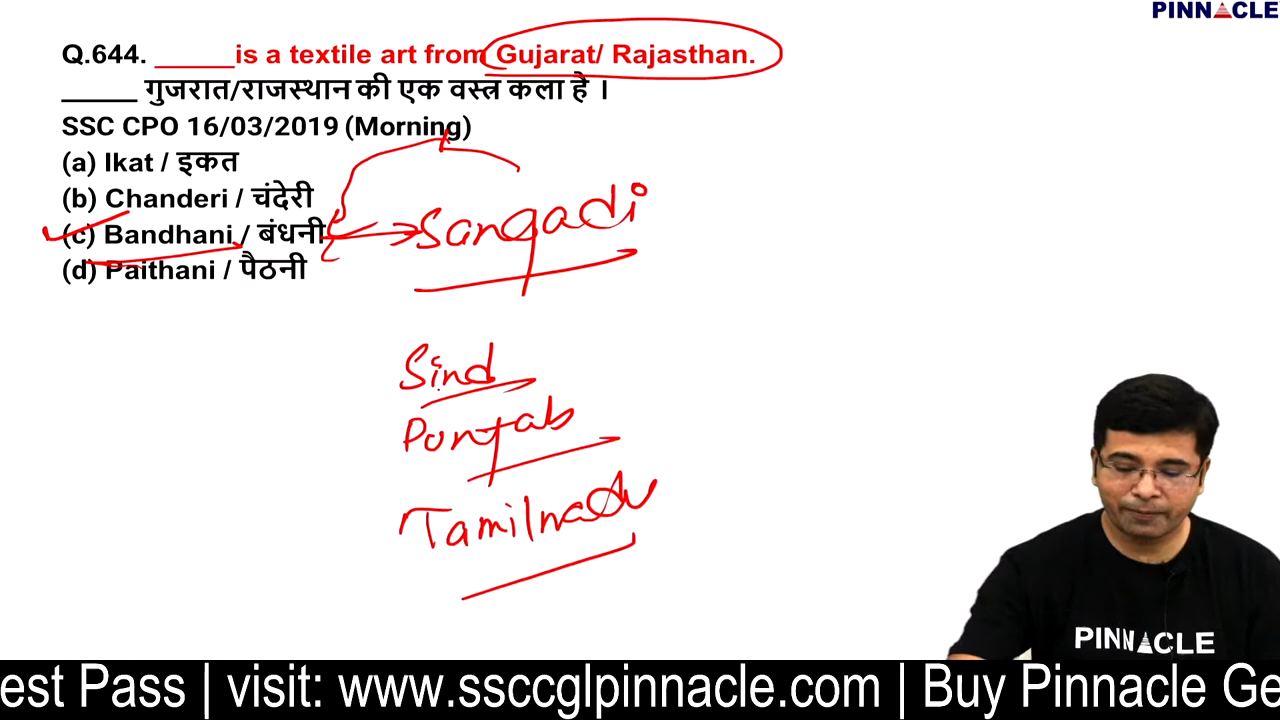 PINNACLE
Q.644. ______is a textile art from Gujarat/ Rajasthan.
______ गुजरात/राजस्थान की एक वस्त्र कला है ।
SSC CPO 16/03/2019 (Morning)
(a) Ikat / इकत
(b) Chanderi / चंदेरी
(c) Bandhani / बंधनी
(d) Paithani / पैठनी
Sangadi
Sind
Punjab
Tamilnadu
PINNACLE
est Pass | visit: www.ssccglpinnacle.com | Buy Pinnacle Ge